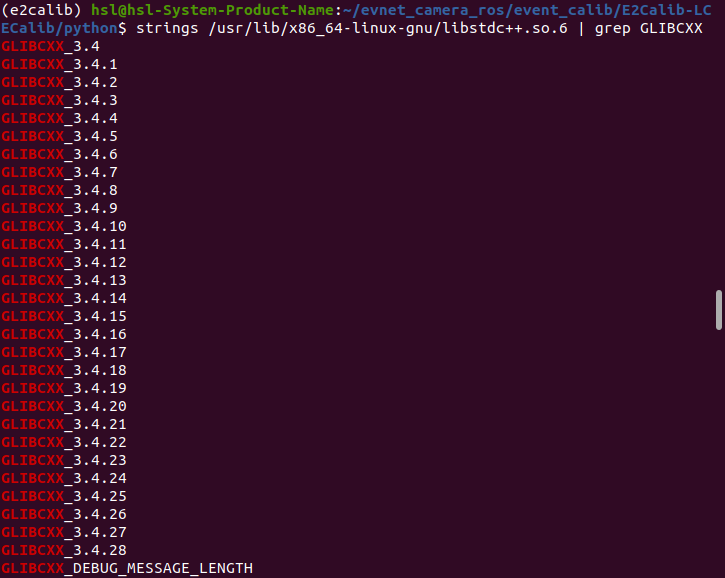 (e2calib) hsl@hsl-System-Product-Name:~/evnet_camera_ros/event_calib/E2Calib-LC
ECalib/python$ strings /usr/lib/x86_64-linux-gnu/libstdc++.so.6 | grep GLIBCXX
GLIBCXX_3.4
GLIBCXX_3.4.1
GLIBCXX_3.4.2
GLIBCXX_3.4.3
GLIBCXX_3.4.4
GLIBCXX_3.4.5
GLIBCXX_3.4.6
GLIBCXX_3.4.7
GLIBCXX_3.4.8
GLIBCXX_3.4.9
GLIBCXX_3.4.10
GLIBCXX_3.4.11
GLIBCXX_3.4.12
GLIBCXX_3.4.13
GLIBCXX_3.4.14
GLIBCXX_3.4.15
GLIBCXX_3.4.16
GLIBCXX_3.4.17
GLIBCXX_3.4.18
GLIBCXX_3.4.19
GLIBCXX_3.4.20
GLIBCXX_3.4.21
GLIBCXX_3.4.22
GLIBCXX_3.4.23
GLIBCXX_3.4.24
GLIBCXX_3.4.25
GLIBCXX_3.4.26
GLIBCXX_3.4.27
GLIBCXX_3.4.28
GLIBCXX_DEBUG_MESSAGE_LENGTH